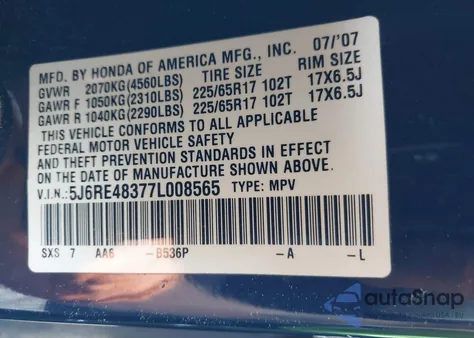 MFD. BY HONDA OF AMERICA MFG., INC. 07/'07
GVWR 2070KG(4560LBS) TIRE SIZE RIM SIZE
GAWR F 1050KG(2310LBS) 225/65R17 102T 17X6.5J
GAWR R 1040KG(2290LBS) 225/65R17 102T 17X6.5J
THIS VEHICLE CONFORMS TO ALL APPLICABLE
FEDERAL MOTOR VEHICLE SAFETY
AND THEFT PREVENTION STANDARDS IN EFFECT
ON THE DATE OF MANUFACTURE SHOWN ABOVE.
V.I.N.: 5J6RE48377L008565 TYPE: MPV
SXS 7 AA6 -B536P -A -L
autoSnap